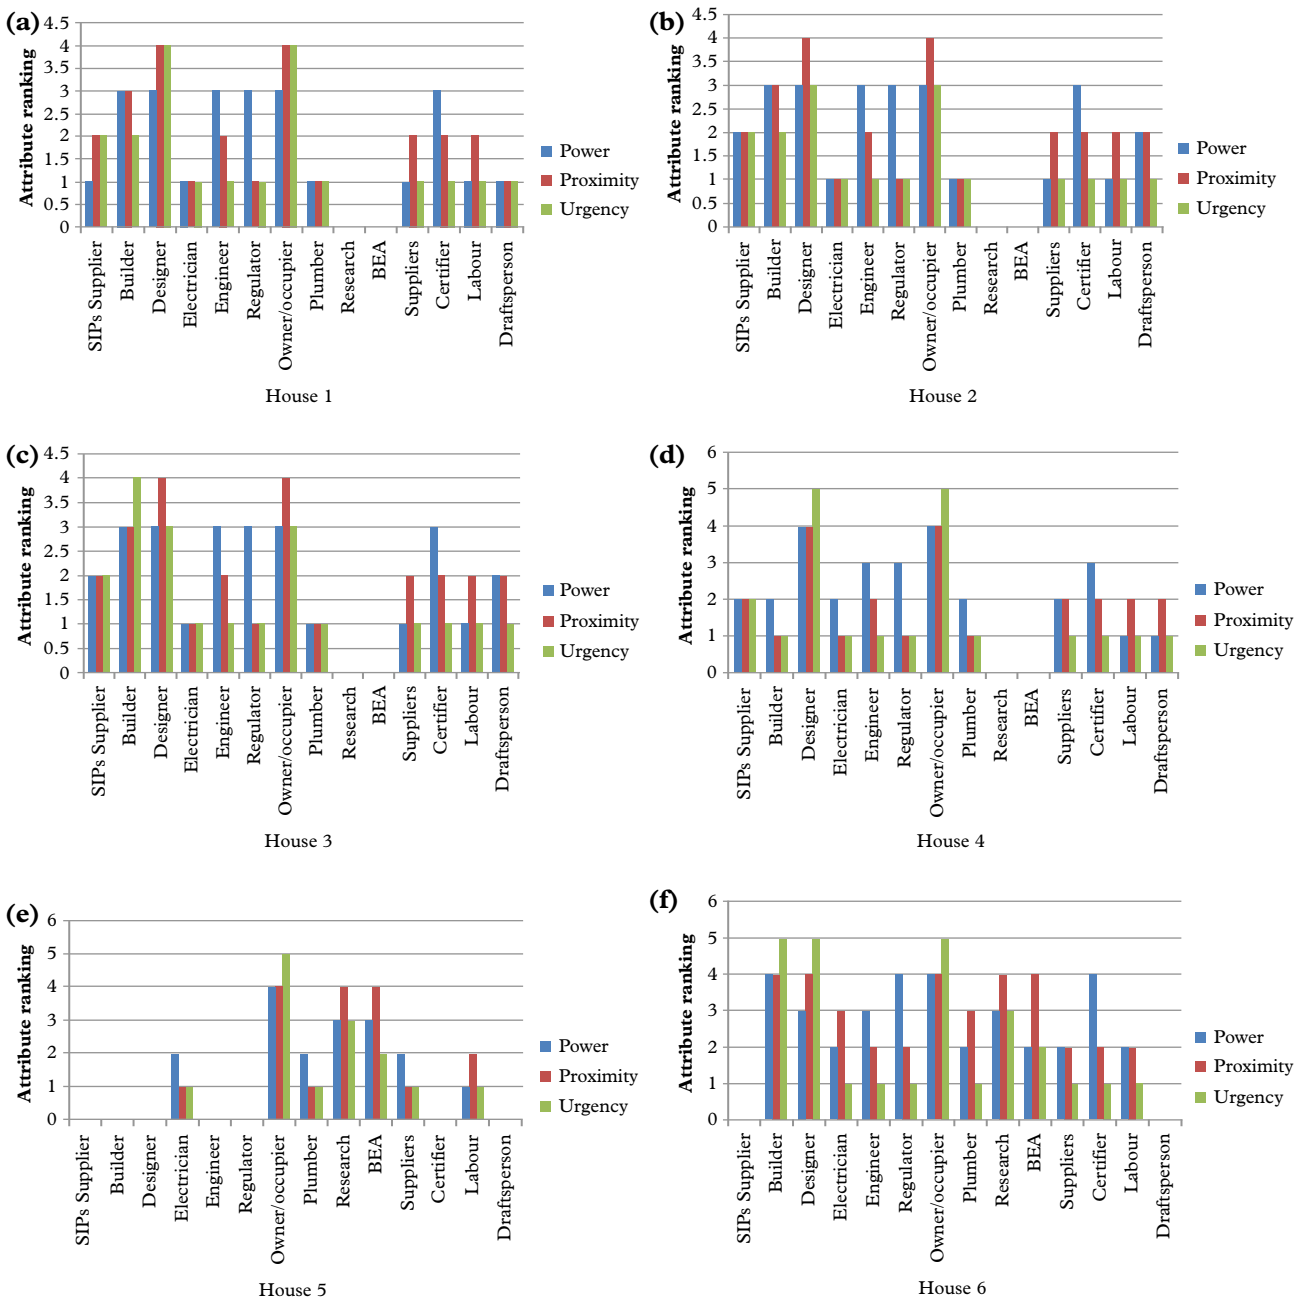 (a)
Attribute ranking
4.5
4
3.5
3
2.5
2
1.5
1
0.5
0
SIPs Supplier
Builder
Designer
Electrician
Engineer
Regulator
Owner/occupier
Plumber
Research
BEA
Suppliers
Certifier
Labour
Draftsperson
Power
Proximity
Urgency
House 1
(b)
Attribute ranking
4.5
4
3.5
3
2.5
2
1.5
1
0.5
0
SIPs Supplier
Builder
Designer
Electrician
Engineer
Regulator
Owner/occupier
Plumber
Research
BEA
Suppliers
Certifier
Labour
Draftsperson
Power
Proximity
Urgency
House 2
(c)
Attribute ranking
4.5
4
3.5
3
2.5
2
1.5
1
0.5
0
SIPs Supplier
Builder
Designer
Electrician
Engineer
Regulator
Owner/occupier
Plumber
Research
BEA
Suppliers
Certifier
Labour
Draftsperson
Power
Proximity
Urgency
House 3
(d)
Attribute ranking
6
5
4
3
2
1
0
SIPs Supplier
Builder
Designer
Electrician
Engineer
Regulator
Owner/occupier
Plumber
Research
BEA
Suppliers
Certifier
Labour
Draftsperson
Power
Proximity
Urgency
House 4
(e)
Attribute ranking
6
5
4
3
2
1
0
SIPs Supplier
Builder
Designer
Electrician
Engineer
Regulator
Owner/occupier
Plumber
Research
BEA
Suppliers
Certifier
Labour
Draftsperson
Power
Proximity
Urgency
House 5
(f)
Attribute ranking
6
5
4
3
2
1
0
SIPs Supplier
Builder
Designer
Electrician
Engineer
Regulator
Owner/occupier
Plumber
Research
BEA
Suppliers
Certifier
Labour
Draftsperson
Power
Proximity
Urgency
House 6